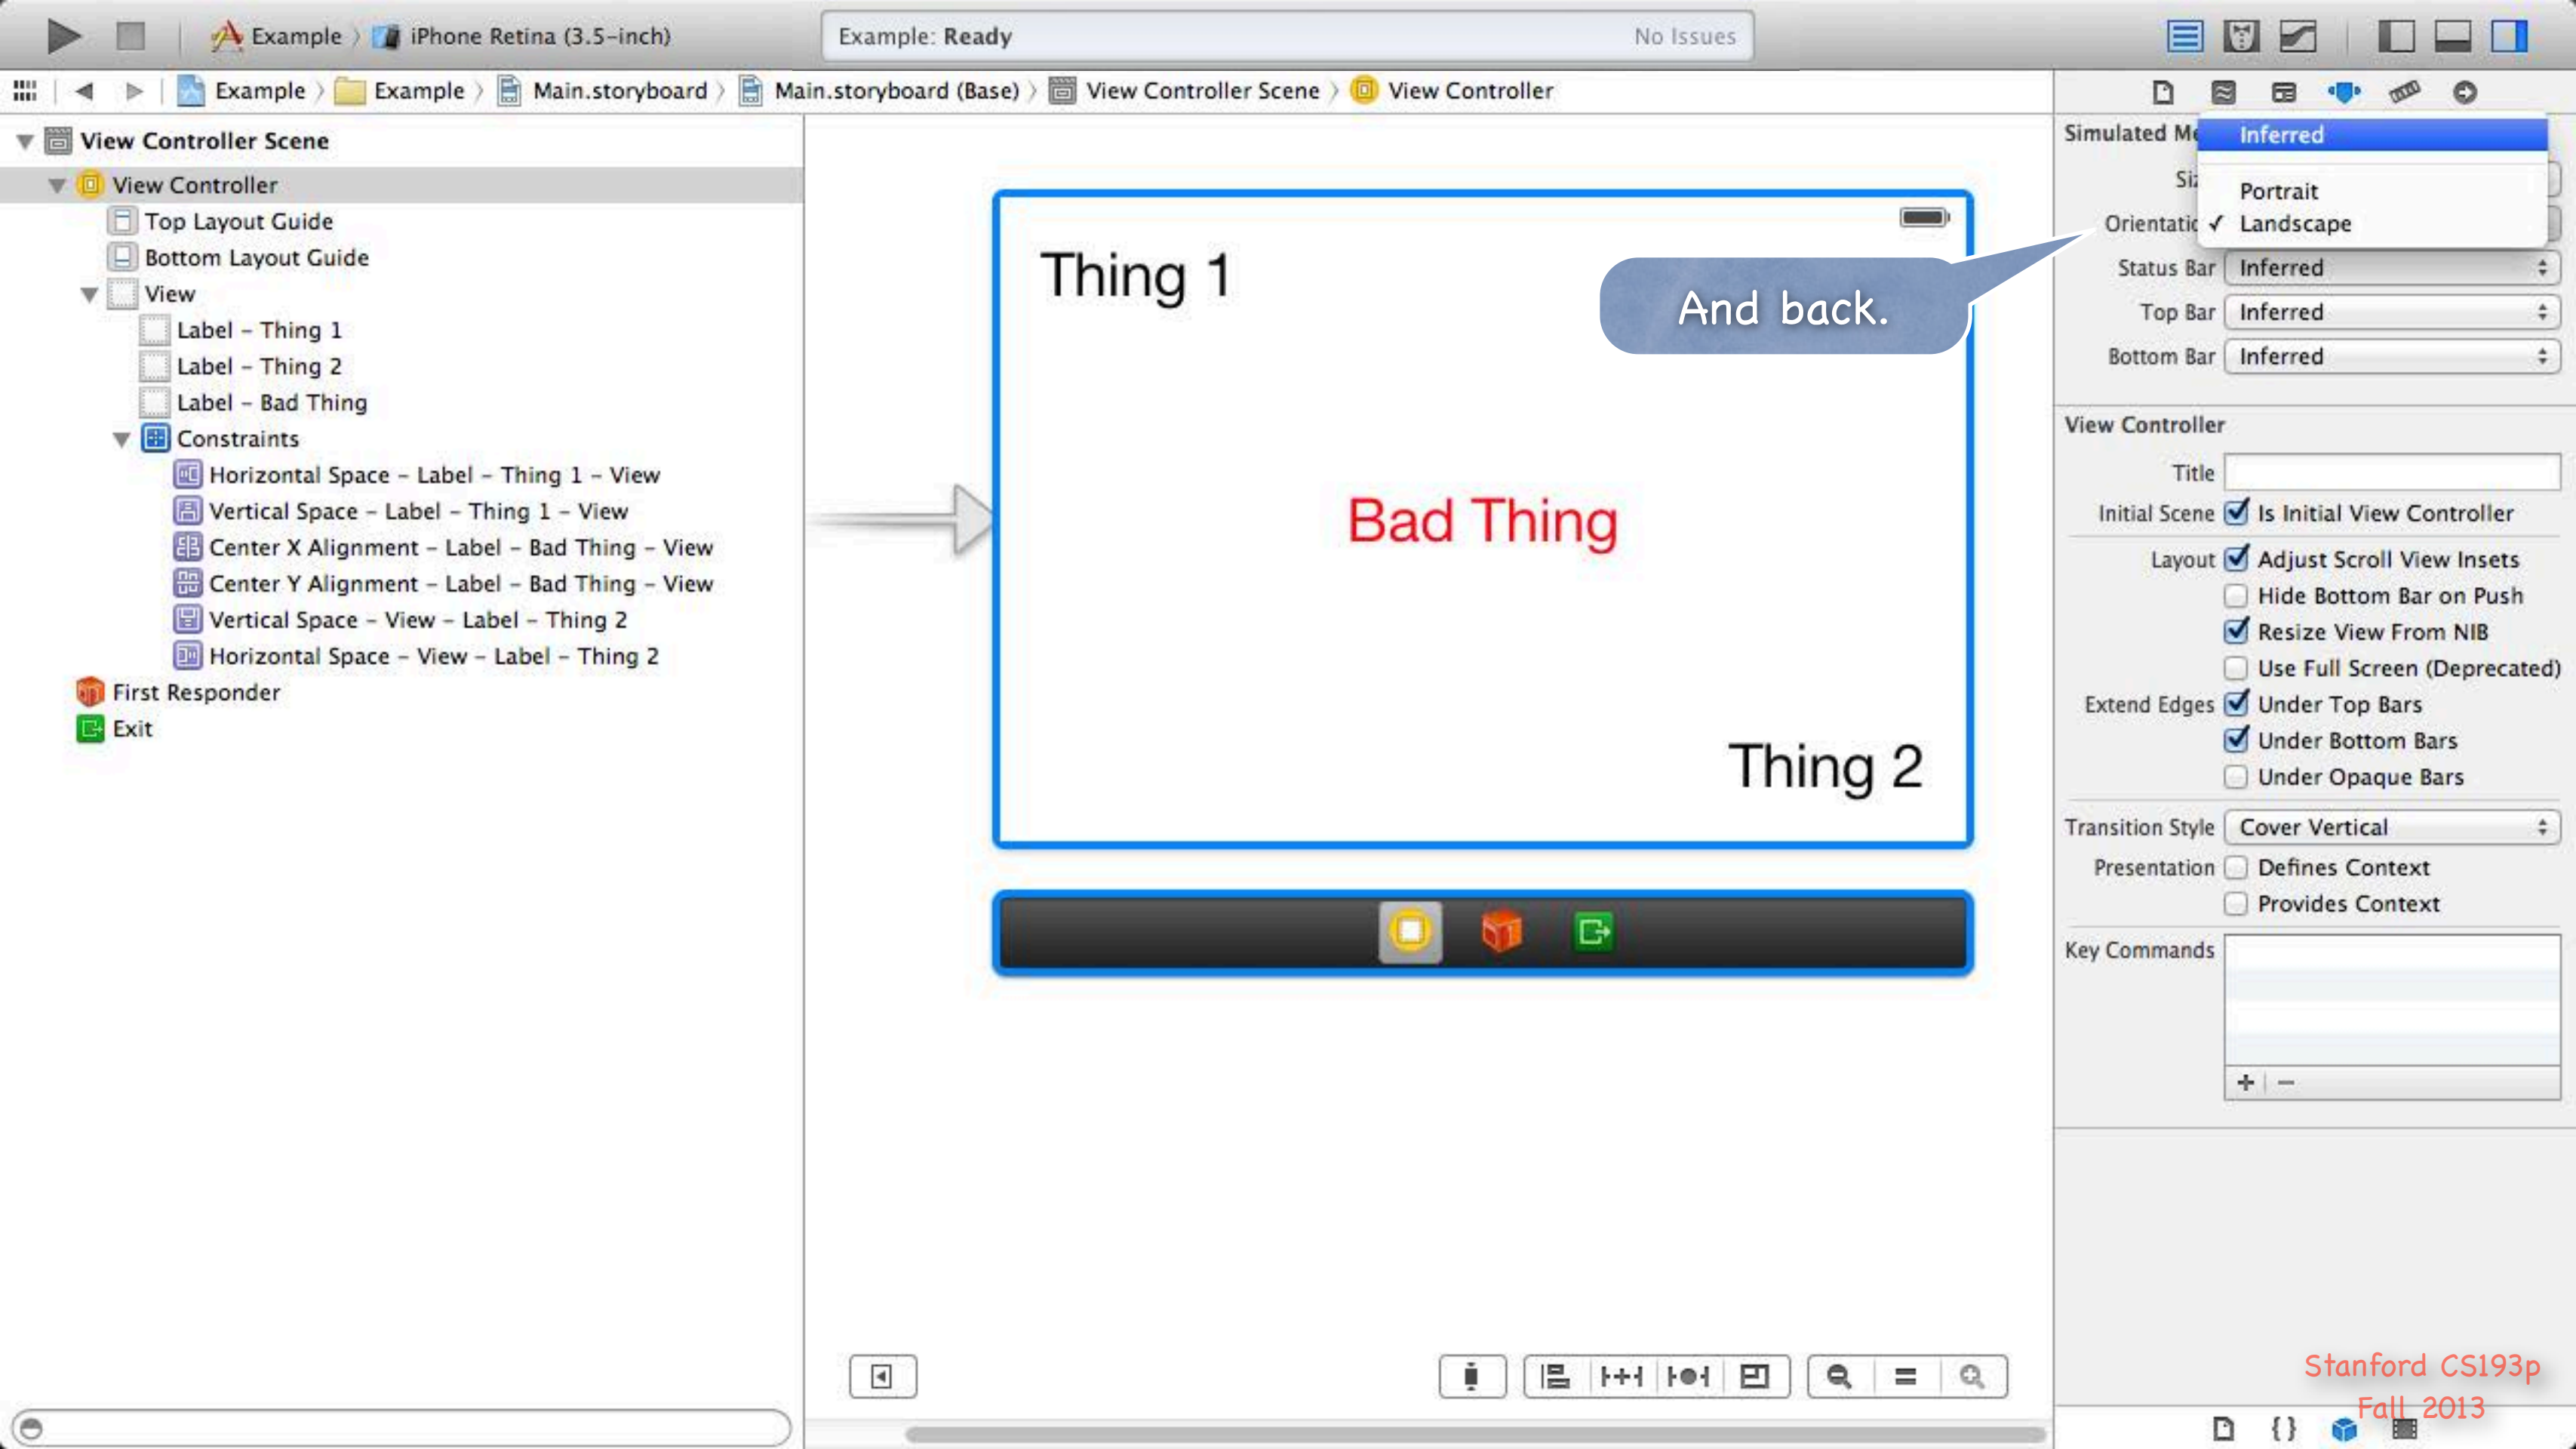 Example iPhone Retina (3.5-inch)
Example: Ready
No Issues
Example Example Main.storyboard Main.storyboard (Base) View Controller Scene View Controller
View Controller Scene
View Controller
Top Layout Guide
Bottom Layout Guide
View
Label - Thing 1
Label - Thing 2
Label - Bad Thing
Constraints
Horizontal Space - Label - Thing 1 - View
Vertical Space - Label - Thing 1 - View
Center X Alignment - Label - Bad Thing - View
Center Y Alignment - Label - Bad Thing - View
Vertical Space - View - Label - Thing 2
Horizontal Space - View - Label - Thing 2
First Responder
Exit
Thing 1
Bad Thing
Thing 2
And back.
Simulated Me
Inferred
Siz
Portrait
Orientatio ✓ Landscape
Status Bar Inferred
Top Bar Inferred
Bottom Bar Inferred
View Controller
Title
Initial Scene Is Initial View Controller
Layout Adjust Scroll View Insets
Hide Bottom Bar on Push
Resize View From NIB
Use Full Screen (Deprecated)
Extend Edges Under Top Bars
Under Bottom Bars
Under Opaque Bars
Transition Style Cover Vertical
Presentation Defines Context
Provides Context
Key Commands
+ −
{ }
Stanford CS193p
Fall 2013